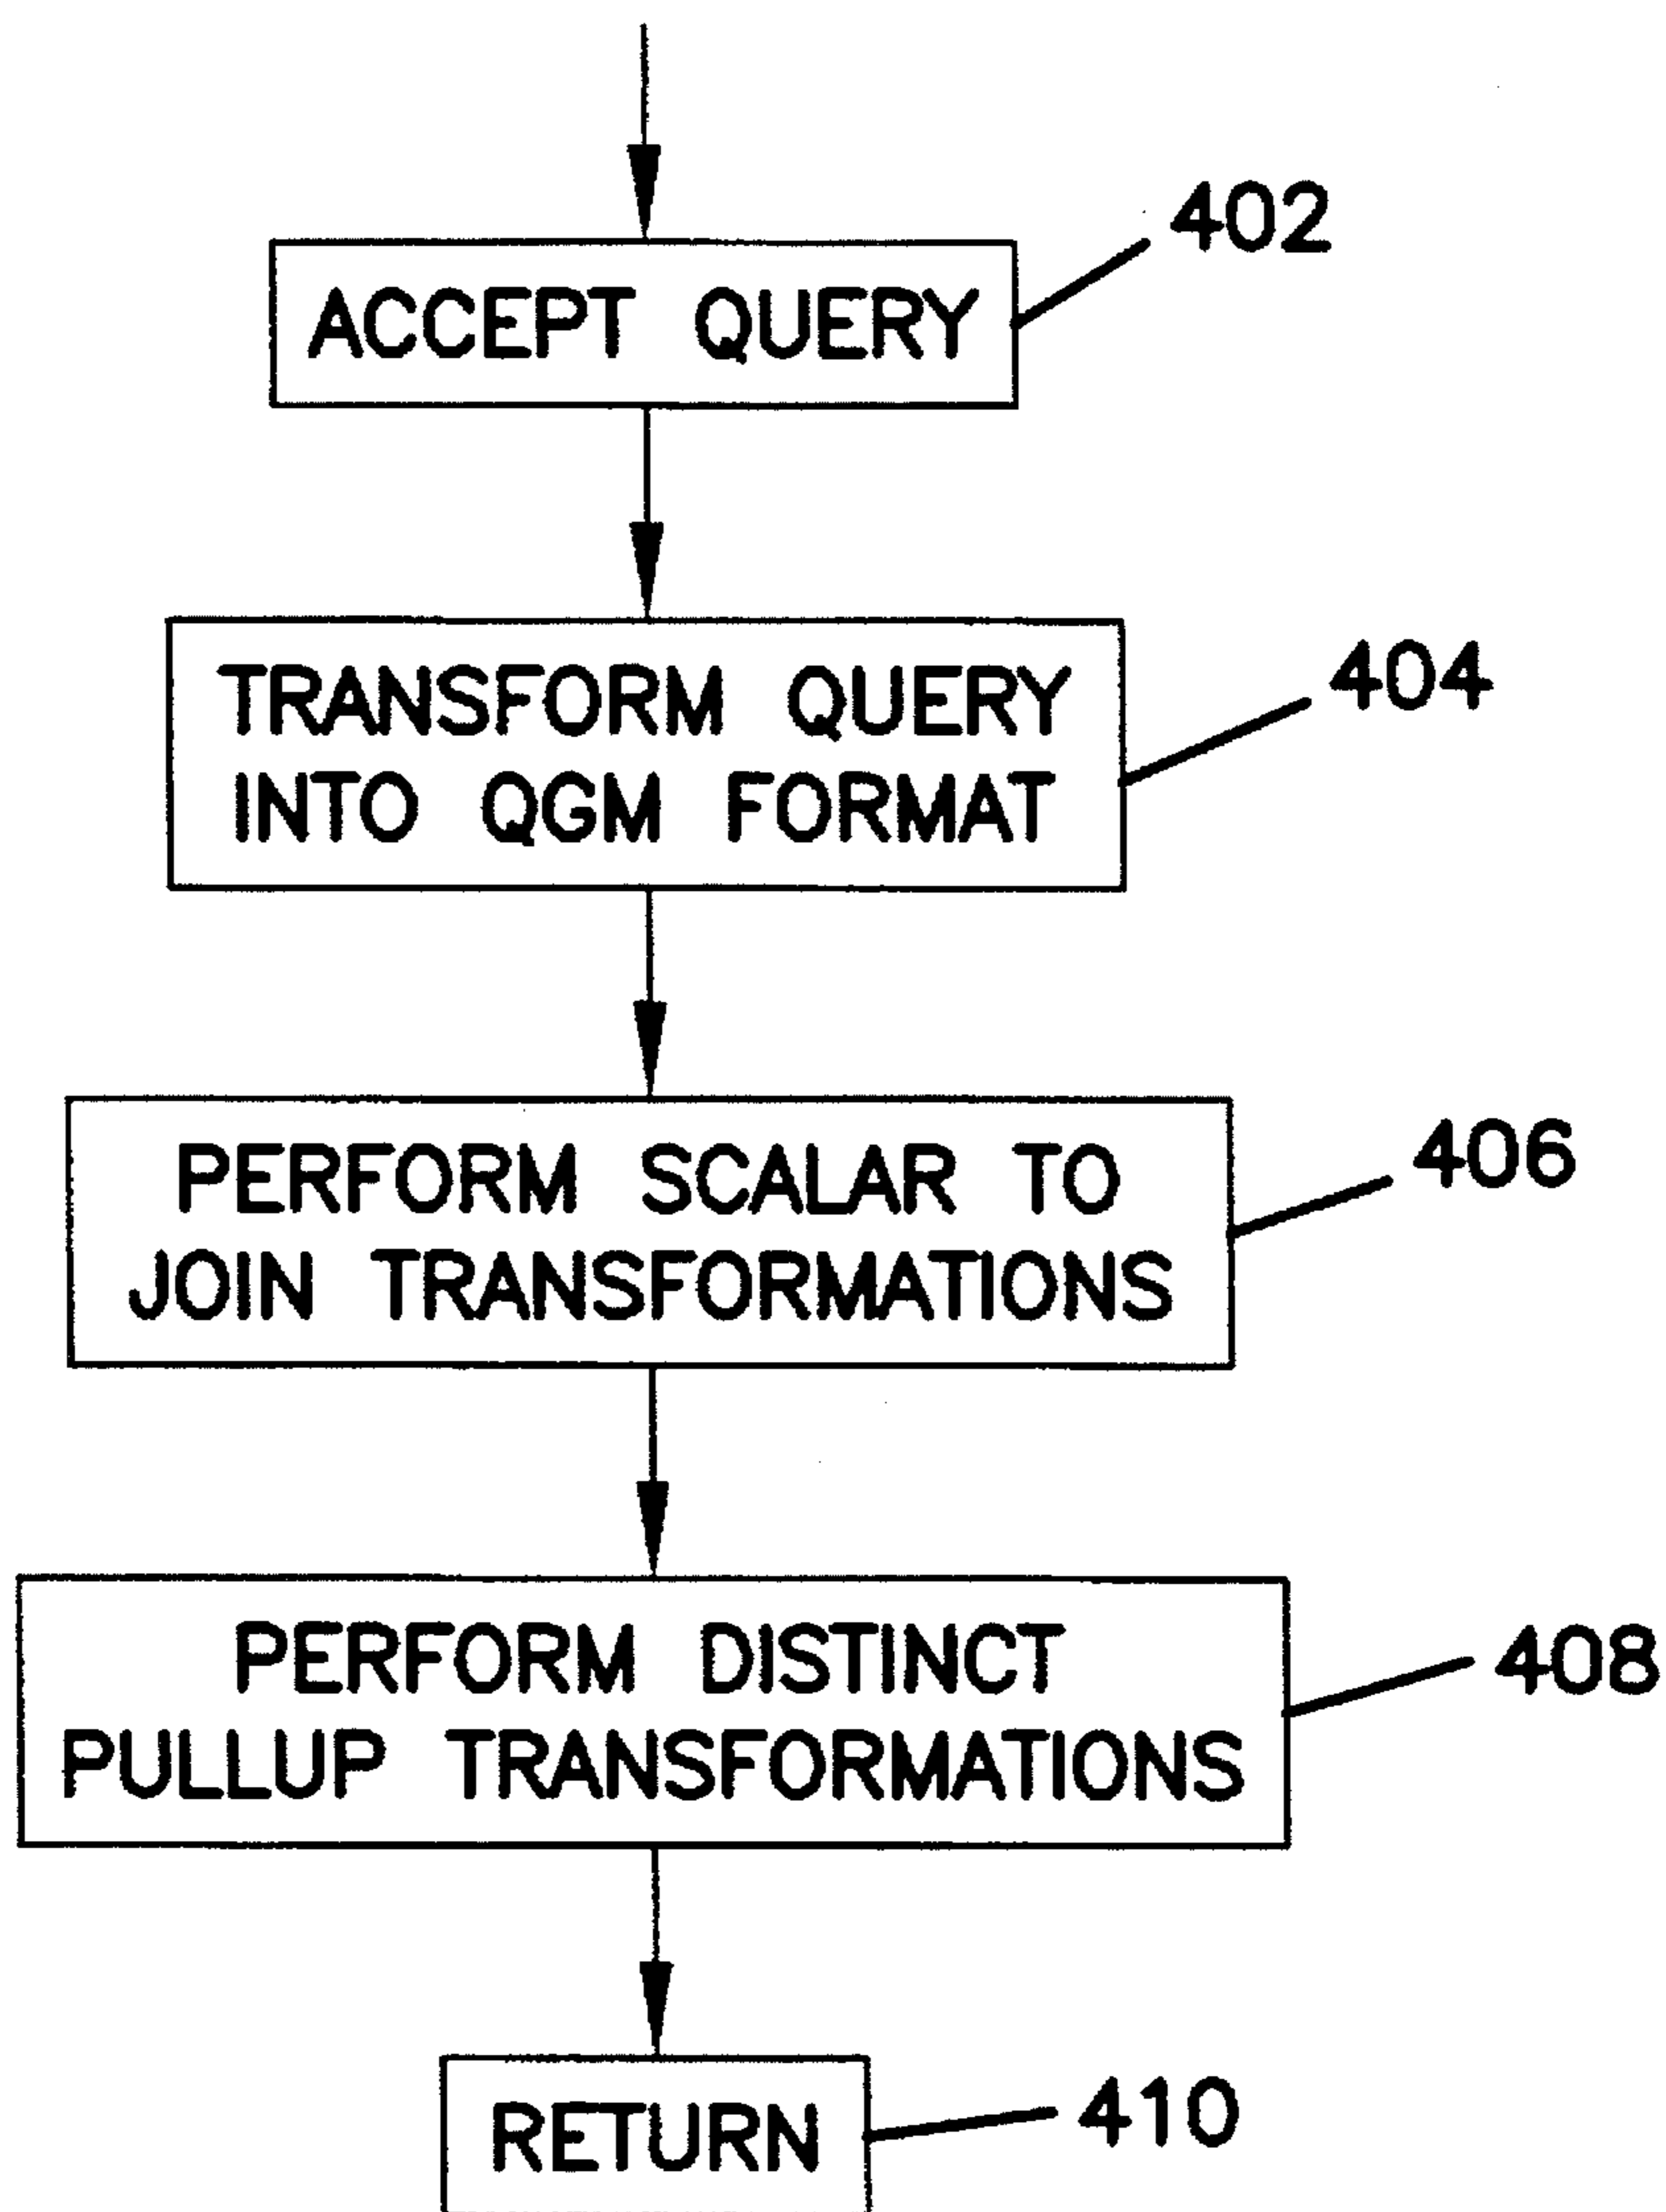 402
ACCEPT QUERY
404
TRANSFORM QUERY
INTO QGM FORMAT
406
PERFORM SCALAR TO
JOIN TRANSFORMATIONS
408
PERFORM DISTINCT
PULLUP TRANSFORMATIONS
410
RETURN